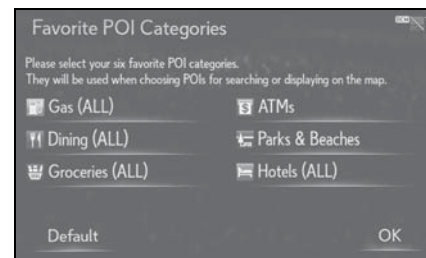 Favorite POI Categories
DCM
Please select your six favorite POI categories.
They will be used when choosing POIs for searching or displaying on the map.
Gas (ALL)
$ ATMs
Dining (ALL)
Parks & Beaches
Groceries (ALL)
Hotels (ALL)
Default
OK